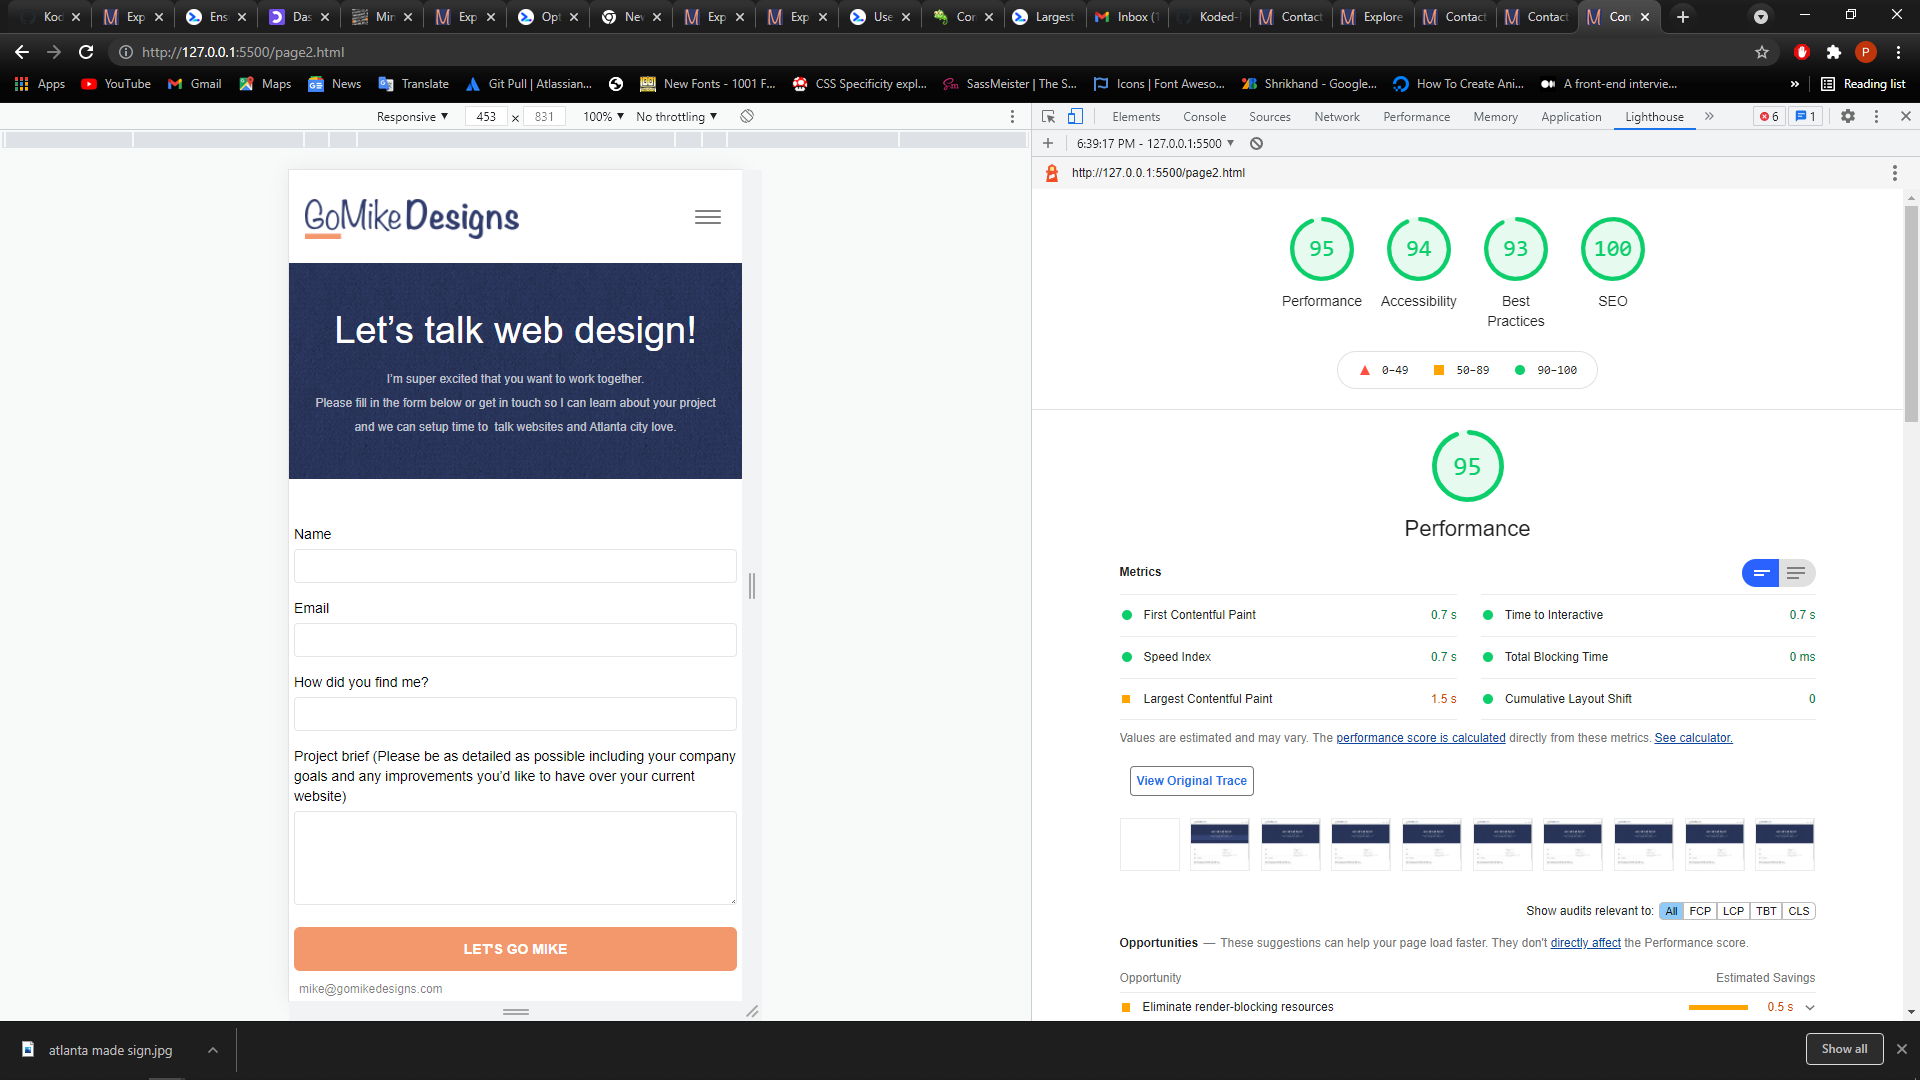 Kod
Exp
Ens
Das
Min
Exp
Opt
Nev
Exp
Exp
Use
Con
Largest
Inbox (1
Koded-
Contact
Explore
Contact
Contact
Con
http://127.0.0.1:5500/page2.html
P
Apps
YouTube
Gmail
Maps
News
Translate
Git Pull | Atlassian...
New Fonts - 1001 F...
CSS Specificity expl...
SassMeister | The S...
Icons | Font Aweso...
Shrikhand - Google...
How To Create Ani...
A front-end intervie...
»
Reading list
Responsive
453 x 831
100%
No throttling
Elements
Console
Sources
Network
Performance
Memory
Application
Lighthouse
»
6
1
6:39:17 PM - 127.0.0.1:5500
http://127.0.0.1:5500/page2.html
GoMike Designs
Let’s talk web design!
I’m super excited that you want to work together.
Please fill in the form below or get in touch so I can learn about your project
and we can setup time to talk websites and Atlanta city love.
Name
Email
How did you find me?
Project brief (Please be as detailed as possible including your company
goals and any improvements you’d like to have over your current
website)
LET'S GO MIKE
mike@gomikedesigns.com
95
94
93
100
Performance
Accessibility
Best
Practices
SEO
0–49
50–89
90–100
95
Performance
Metrics
First Contentful Paint 0.7 s
Time to Interactive 0.7 s
Speed Index 0.7 s
Total Blocking Time 0 ms
Largest Contentful Paint 1.5 s
Cumulative Layout Shift 0
Values are estimated and may vary. The performance score is calculated directly from these metrics. See calculator.
View Original Trace
Show audits relevant to: All FCP LCP TBT CLS
Opportunities — These suggestions can help your page load faster. They don't directly affect the Performance score.
Opportunity
Estimated Savings
Eliminate render-blocking resources
0.5 s
atlanta made sign.jpg
Show all